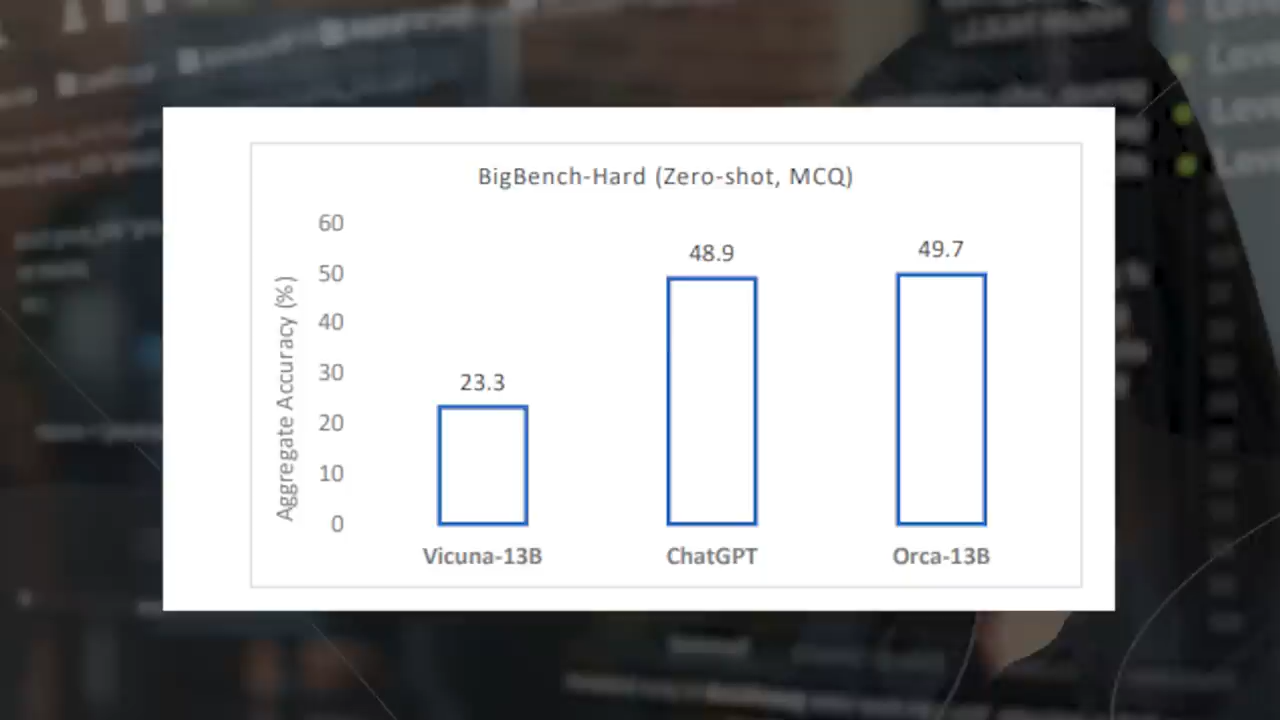 BigBench-Hard (Zero-shot, MCQ)
Aggregate Accuracy (%)
60
50
40
30
20
10
0
23.3
48.9
49.7
Vicuna-13B
ChatGPT
Orca-13B